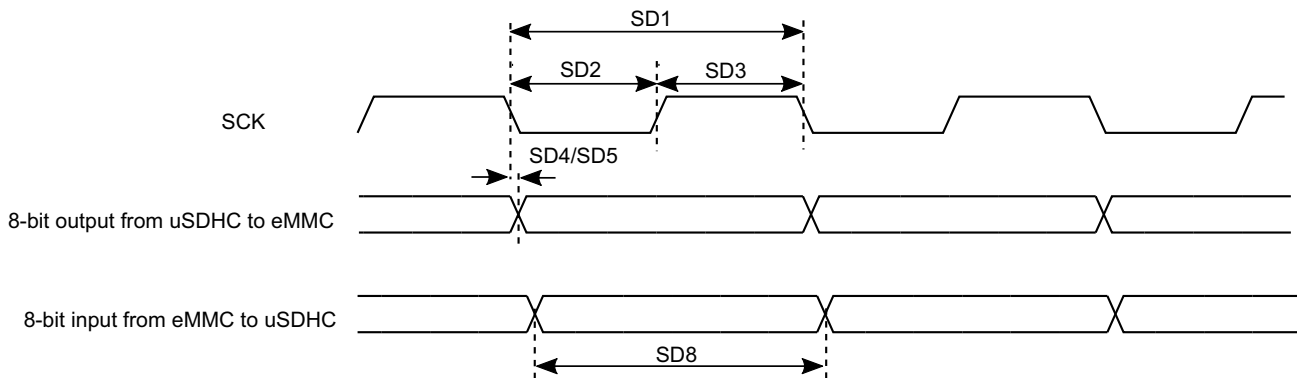 SD1
SD2
SD3
SCK
SD4/SD5
8-bit output from uSDHC to eMMC
8-bit input from eMMC to uSDHC
SD8